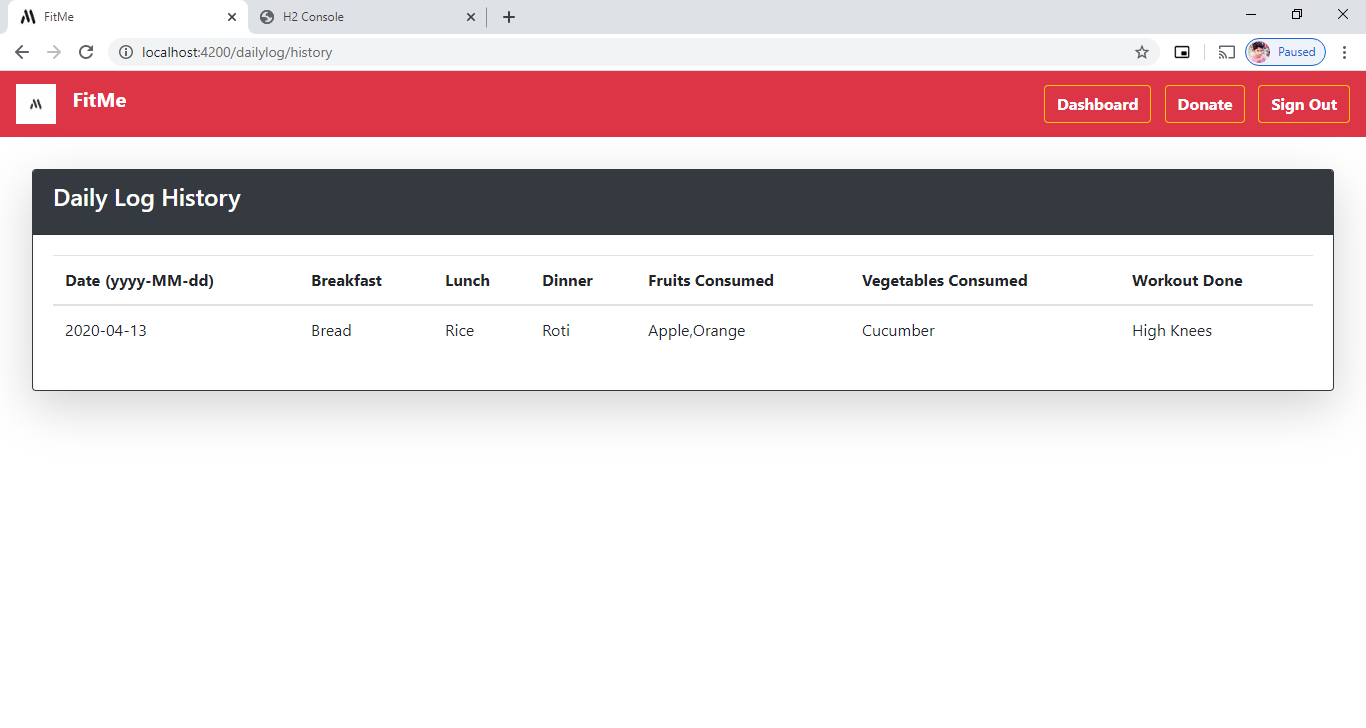 FitMe
H2 Console
localhost:4200/dailylog/history
Paused
FitMe
Dashboard
Donate
Sign Out
Daily Log History
Date (yyyy-MM-dd) Breakfast Lunch Dinner Fruits Consumed Vegetables Consumed Workout Done
2020-04-13 Bread Rice Roti Apple,Orange Cucumber High Knees